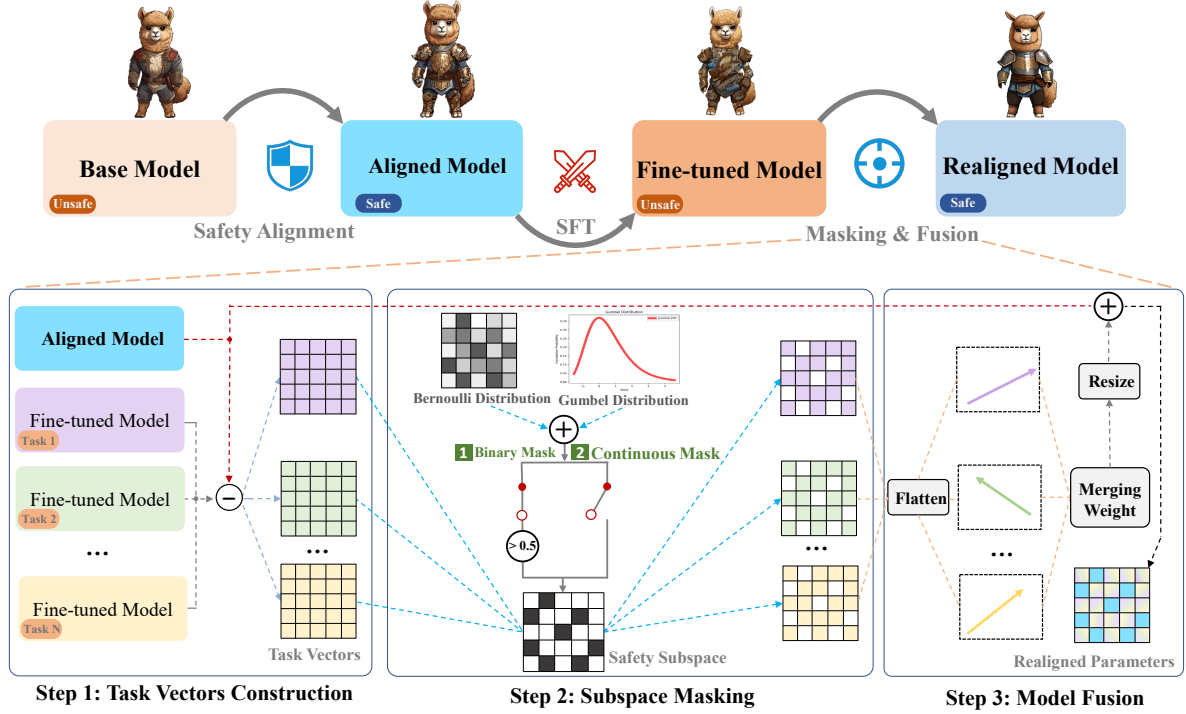 Base Model
Unsafe
Aligned Model
Safe
Fine-tuned Model
Unsafe
Realigned Model
Safe
Safety Alignment
SFT
Masking & Fusion
Aligned Model
Fine-tuned Model
Task 1
Fine-tuned Model
Task 2
...
Fine-tuned Model
Task N
−
...
Task Vectors
Step 1: Task Vectors Construction
Gumbel Distribution
Bernoulli Distribution
Gumbel Distribution
+
1 Binary Mask
2 Continuous Mask
> 0.5
Safety Subspace
...
Step 2: Subspace Masking
Flatten
...
+
Resize
Merging
Weight
Realigned Parameters
Step 3: Model Fusion